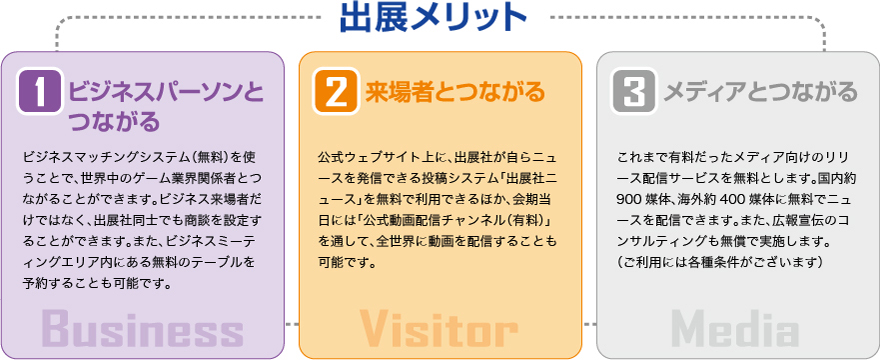 出展メリット
1
ビジネスパーソンと
つながる
ビジネスマッチングシステム（無料）を使
うことで、世界中のゲーム業界関係者とつ
ながることができます。ビジネス来場者だ
けではなく、出展社同士でも商談を設定す
ることができます。また、ビジネスミーテ
ィングエリア内にある無料のテーブルを
予約することも可能です。
Business
2
来場者とつながる
公式ウェブサイト上に、出展社が自らニュ
ースを発信できる投稿システム「出展社ニ
ュース」を無料で利用できるほか、会期当
日には「公式動画配信チャンネル（有料）」
を通して、全世界に動画を配信することも
可能です。
Visitor
3
メディアとつながる
これまで有料だったメディア向けのリリ
ース配信サービスを無料とします。国内約
900 媒体、海外約 400 媒体に無料でニュ
ースを配信できます。また、広報宣伝のコ
ンサルティングも無償で実施します。
（ご利用には各種条件がございます）
Media